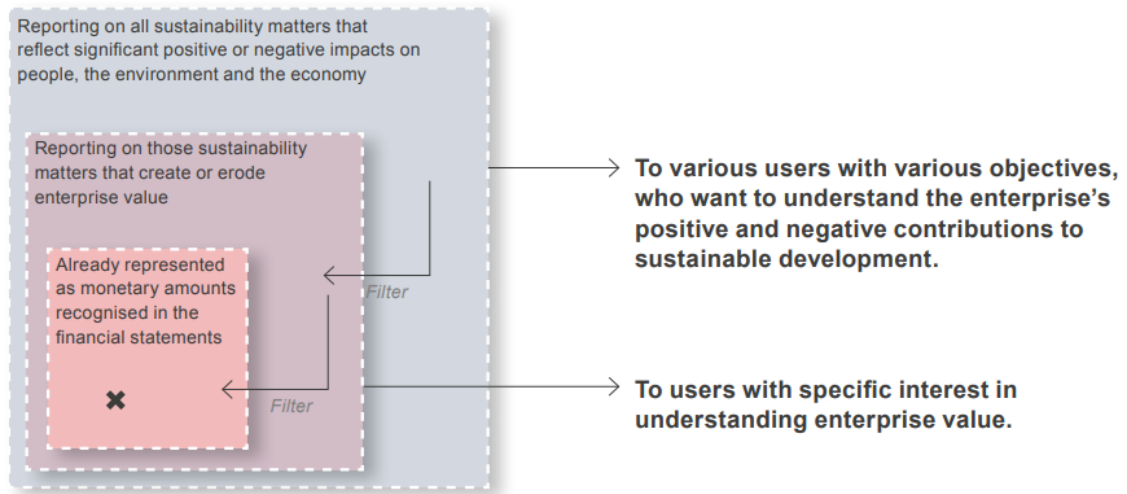 Reporting on all sustainability matters that
reflect significant positive or negative impacts on
people, the environment and the economy
Reporting on those sustainability
matters that create or erode
enterprise value
Already represented
as monetary amounts
recognised in the
financial statements
Filter
Filter
To various users with various objectives,
who want to understand the enterprise’s
positive and negative contributions to
sustainable development.
To users with specific interest in
understanding enterprise value.